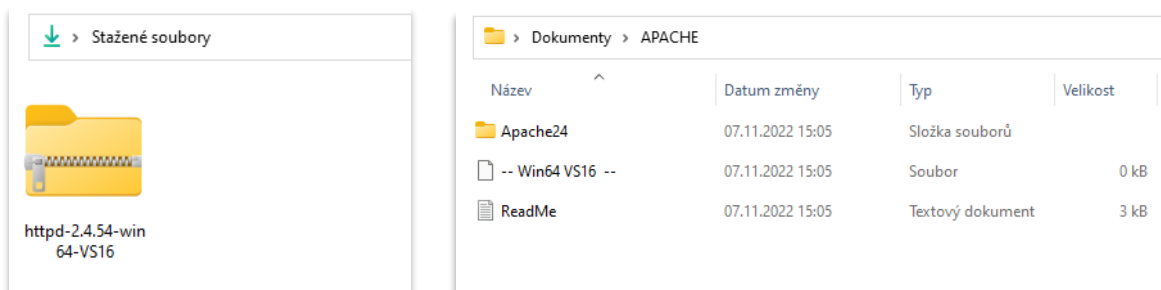 > Stažené soubory
httpd-2.4.54-win
64-VS16
> Dokumenty > APACHE
Název Datum změny Typ Velikost
Apache24 07.11.2022 15:05 Složka souborů
-- Win64 VS16 -- 07.11.2022 15:05 Soubor 0 kB
ReadMe 07.11.2022 15:05 Textový dokument 3 kB